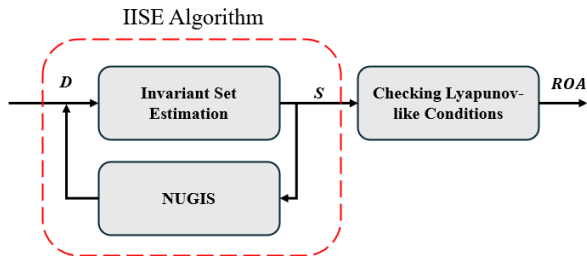 IISE Algorithm
D
Invariant Set
Estimation
S
Checking Lyapunov-
like Conditions
ROA
NUGIS